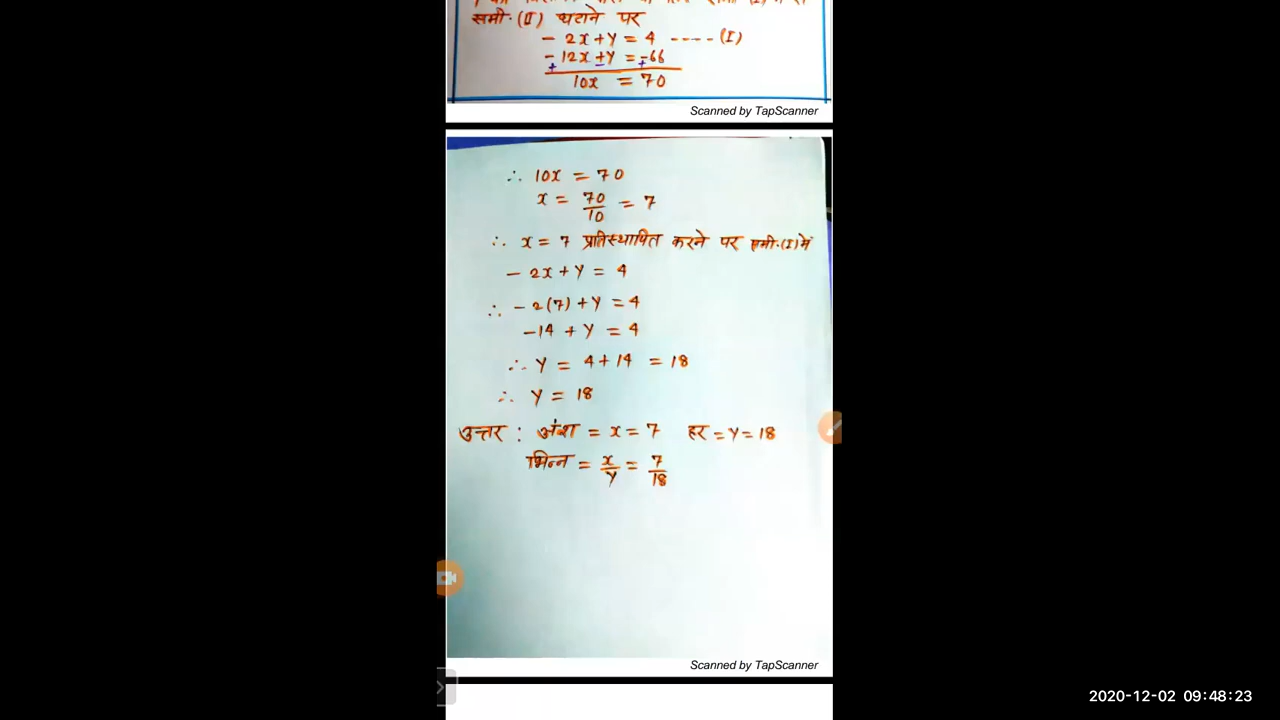 समी.(II) घटाने पर
- 2x+y = 4 ----- (I)
- 12x + y = -66
+ - +
10x = 70
Scanned by TapScanner
∴ 10x = 70
x = 70/10 = 7
∴ x = 7 प्रतिस्थापित करने पर समी.(I) में
- 2x + y = 4
∴ - 2(7) + y = 4
-14 + y = 4
∴ y = 4 + 14 = 18
∴ y = 18
उत्तर : अंश = x = 7 हर = y = 18
भिन्न = x/y = 7/18
Scanned by TapScanner
2020-12-02 09:48:23